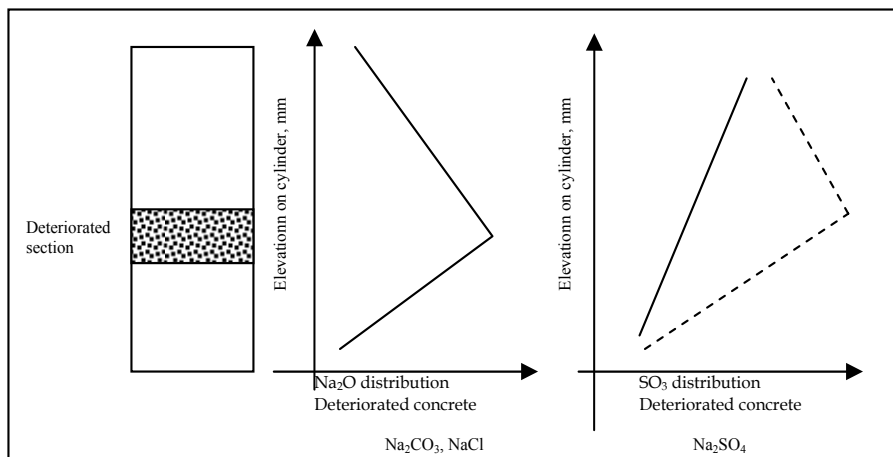 Deteriorated
section
Elevationn on cylinder, mm
Na₂O distribution
Deteriorated concrete
Na₂CO₃, NaCl
Elevationn on cylinder, mm
SO₃ distribution
Deteriorated concrete
Na₂SO₄